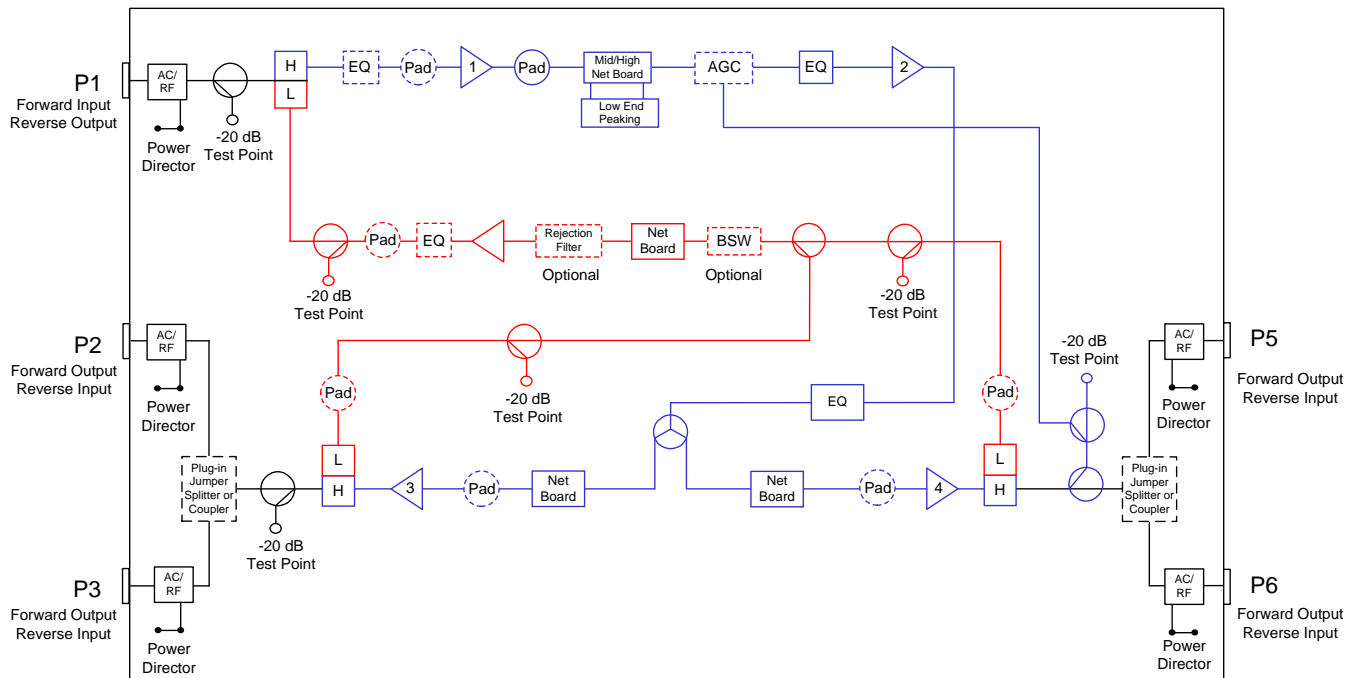 P1
Forward Input
Reverse Output
AC/
RF
Power
Director
-20 dB
Test Point
H
L
EQ
Pad
1
Pad
Mid/High
Net Board
Low End
Peaking
AGC
EQ
2
-20 dB
Test Point
Pad
EQ
Rejection
Filter
Optional
Net
Board
BSW
Optional
-20 dB
Test Point
P2
Forward Output
Reverse Input
AC/
RF
Power
Director
-20 dB
Test Point
Pad
EQ
Pad
-20 dB
Test Point
AC/
RF
P5
Forward Output
Reverse Input
Power
Director
Plug-in
Jumper
Splitter or
Coupler
-20 dB
Test Point
L
H
3
Pad
Net
Board
Net
Board
Pad
4
L
H
Plug-in
Jumper
Splitter or
Coupler
P3
Forward Output
Reverse Input
AC/
RF
Power
Director
AC/
RF
P6
Forward Output
Reverse Input
Power
Director